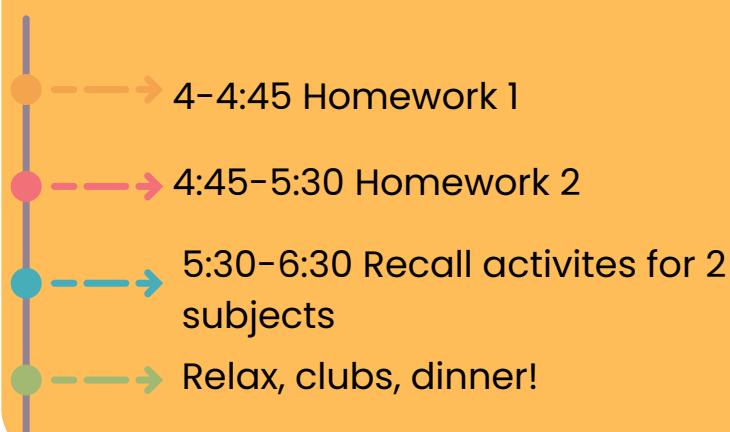 4-4:45 Homework 1
4:45-5:30 Homework 2
5:30-6:30 Recall activites for 2
subjects
Relax, clubs, dinner!